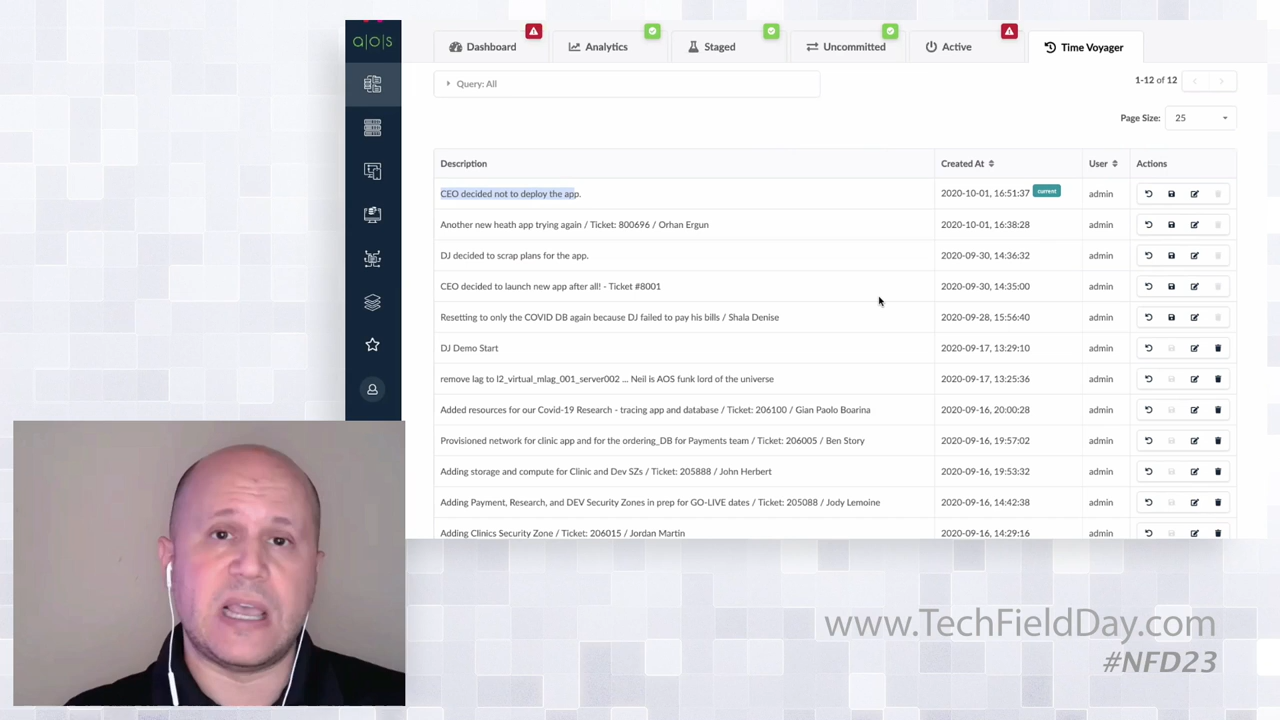 a|o|s
Dashboard
Analytics
Staged
Uncommitted
Active
Time Voyager
Query: All
1-12 of 12
Page Size: 25
Description Created At User Actions
CEO decided not to deploy the app. 2020-10-01, 16:51:37 current admin
Another new heath app trying again / Ticket: 800696 / Orhan Ergun 2020-10-01, 16:38:28 admin
DJ decided to scrap plans for the app. 2020-09-30, 14:36:32 admin
CEO decided to launch new app after all! - Ticket #8001 2020-09-30, 14:35:00 admin
Resetting to only the COVID DB again because DJ failed to pay his bills / Shala Denise 2020-09-28, 15:56:40 admin
DJ Demo Start 2020-09-17, 13:29:10 admin
remove lag to l2_virtual_mlag_001_server002 ... Neil is AOS funk lord of the universe 2020-09-17, 13:25:36 admin
Added resources for our Covid-19 Research - tracing app and database / Ticket: 206100 / Gian Paolo Boarina 2020-09-16, 20:00:28 admin
Provisioned network for clinic app and for the ordering_DB for Payments team / Ticket: 206005 / Ben Story 2020-09-16, 19:57:02 admin
Adding storage and compute for Clinic and Dev SZs / Ticket: 205888 / John Herbert 2020-09-16, 19:53:32 admin
Adding Payment, Research, and DEV Security Zones in prep for GO-LIVE dates / Ticket: 205088 / Jody Lemoine 2020-09-16, 14:42:38 admin
Adding Clinics Security Zone / Ticket: 206015 / Jordan Martin 2020-09-16, 14:29:16 admin
www.TechFieldDay.com
#NFD23